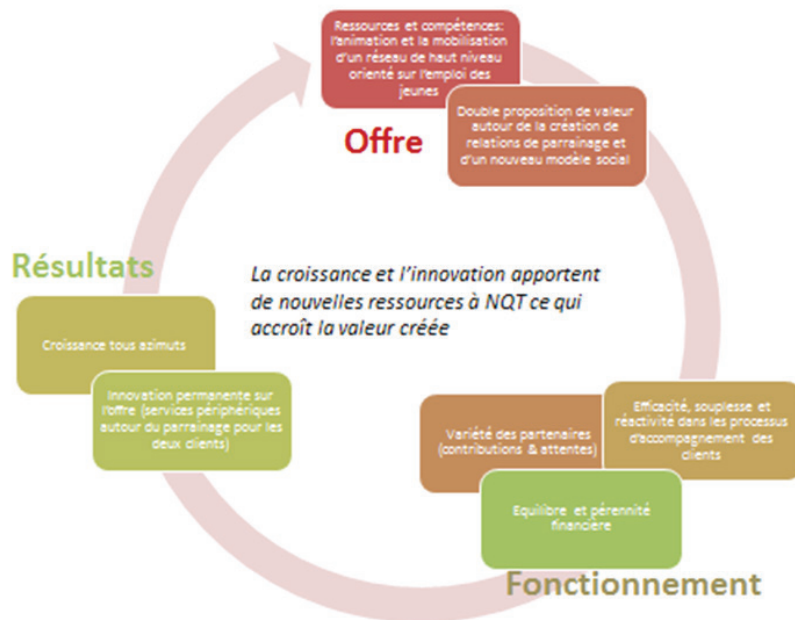 Ressources et compétences:
l'animation et la mobilisation
d'un réseau de haut niveau
orienté sur l'emploi des
jeunes
Offre
Double proposition de valeur
autour de la création de
relations de parrainage et
d'un nouveau modèle social
Résultats
La croissance et l'innovation apportent
de nouvelles ressources à NQT ce qui
accroît la valeur créée
Croissance tous azimuts
Innovation permanente sur
l'offre (services périphériques
autour du parrainage pour les
deux clients)
Variété des partenaires
(contributions & attentes)
Efficacité, souplesse et
réactivité dans les processus
d'accompagnement des
clients
Equilibre et pérennité
financière
Fonctionnement